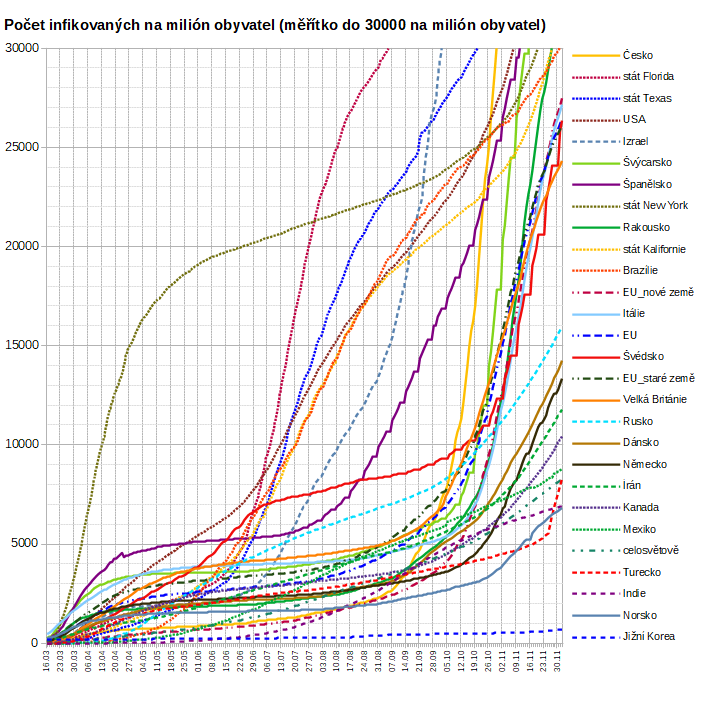 Počet infikovaných na milión obyvatel (měřítko do 30000 na milión obyvatel)
30000
25000
20000
15000
10000
5000
0
16.03
23.03
30.03
06.04
13.04
20.04
27.04
04.05
11.05
18.05
25.05
01.06
08.06
15.06
22.06
29.06
06.07
13.07
20.07
27.07
03.08
10.08
17.08
24.08
31.08
07.09
14.09
21.09
28.09
05.10
12.10
19.10
26.10
02.11
09.11
16.11
23.11
30.11
Česko
stát Florida
stát Texas
USA
Izrael
Švýcarsko
Španělsko
stát New York
Rakousko
stát Kalifornie
Brazílie
EU_nové země
Itálie
EU
Švédsko
EU_staré země
Velká Británie
Rusko
Dánsko
Německo
Írán
Kanada
Mexiko
celosvětově
Turecko
Indie
Norsko
Jižní Korea